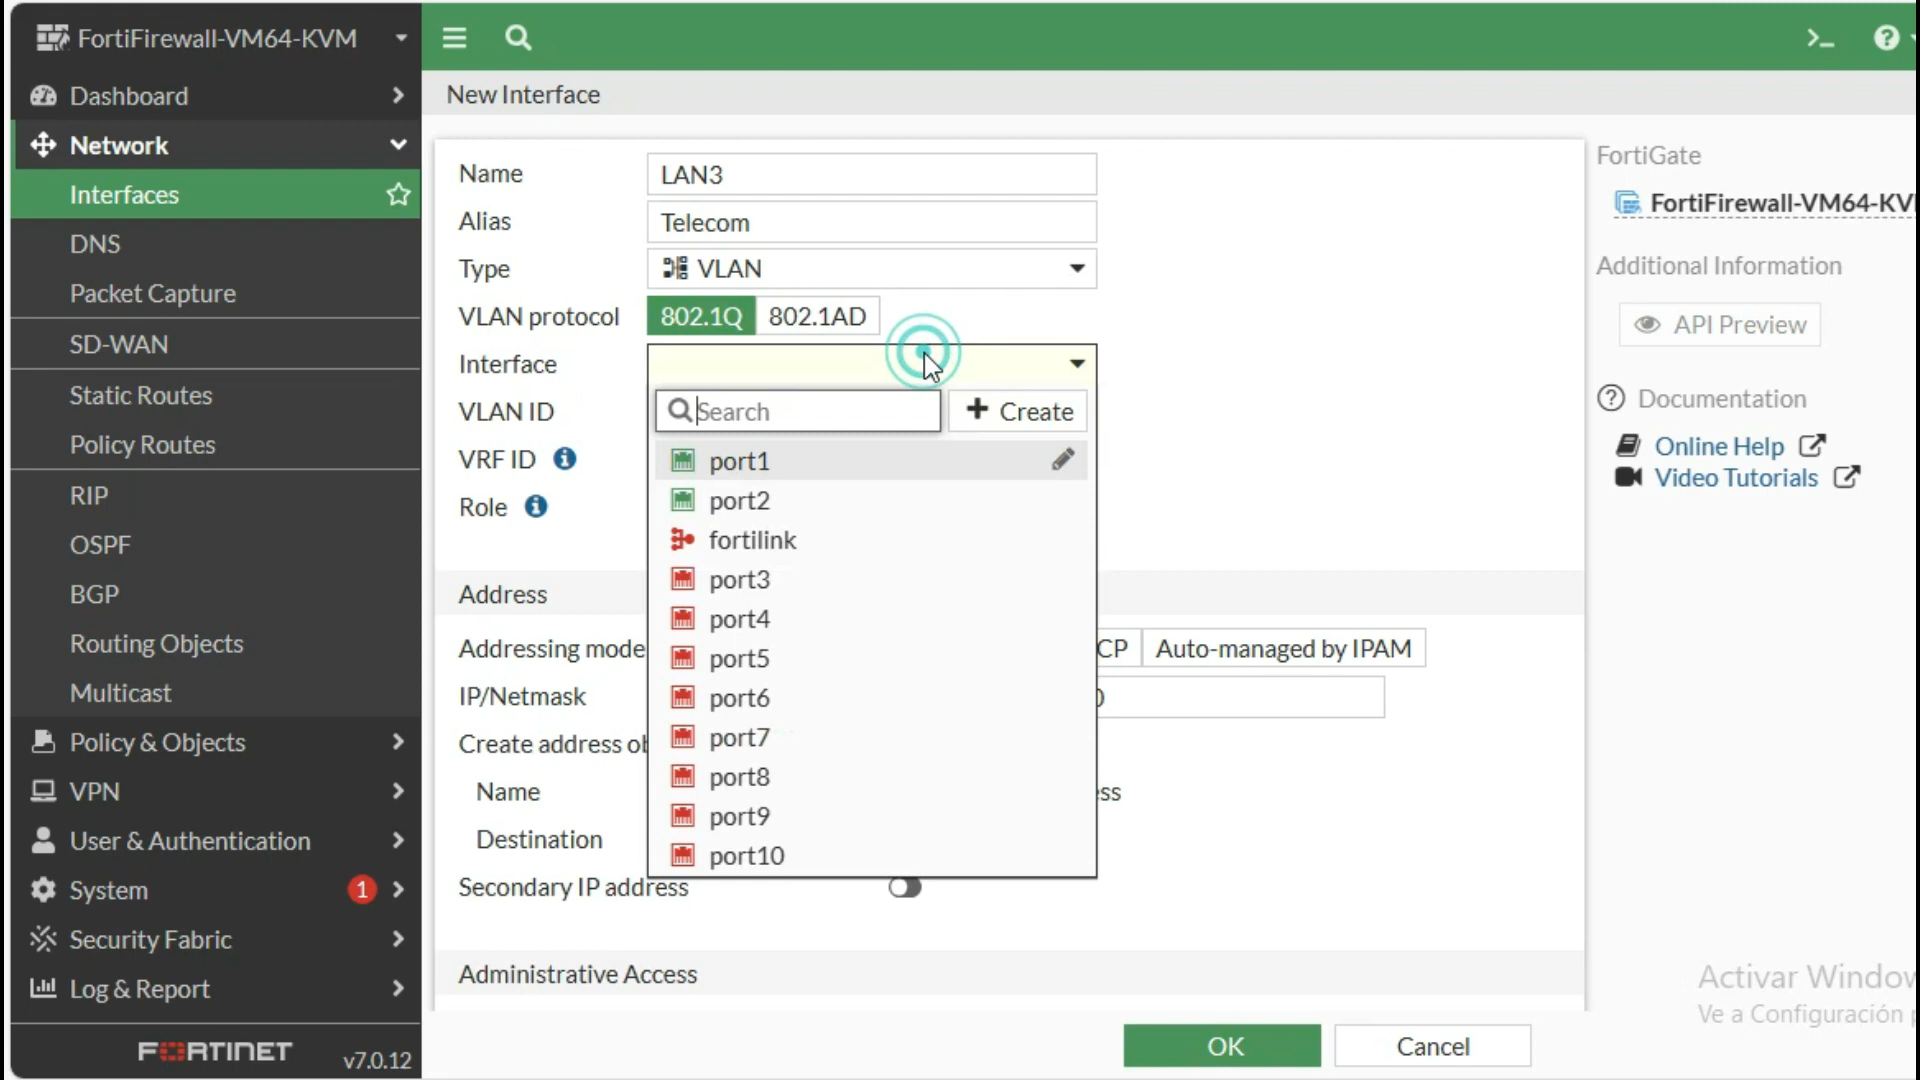 FortiFirewall-VM64-KVM
Dashboard
Network
Interfaces
DNS
Packet Capture
SD-WAN
Static Routes
Policy Routes
RIP
OSPF
BGP
Routing Objects
Multicast
Policy & Objects
VPN
User & Authentication
System 1
Security Fabric
Log & Report
FORTINET v7.0.12
New Interface
Name LAN3
Alias Telecom
Type VLAN
VLAN protocol 802.1Q 802.1AD
Interface
VLAN ID
VRF ID
Role
Search + Create
port1
port2
fortilink
port3
port4
port5
port6
port7
port8
port9
port10
Address
Addressing mode CP Auto-managed by IPAM
IP/Netmask
Create address ob
Name ess
Destination
Secondary IP address
Administrative Access
OK Cancel
FortiGate
FortiFirewall-VM64-KV
Additional Information
API Preview
Documentation
Online Help
Video Tutorials
Activar Window
Ve a Configuración p